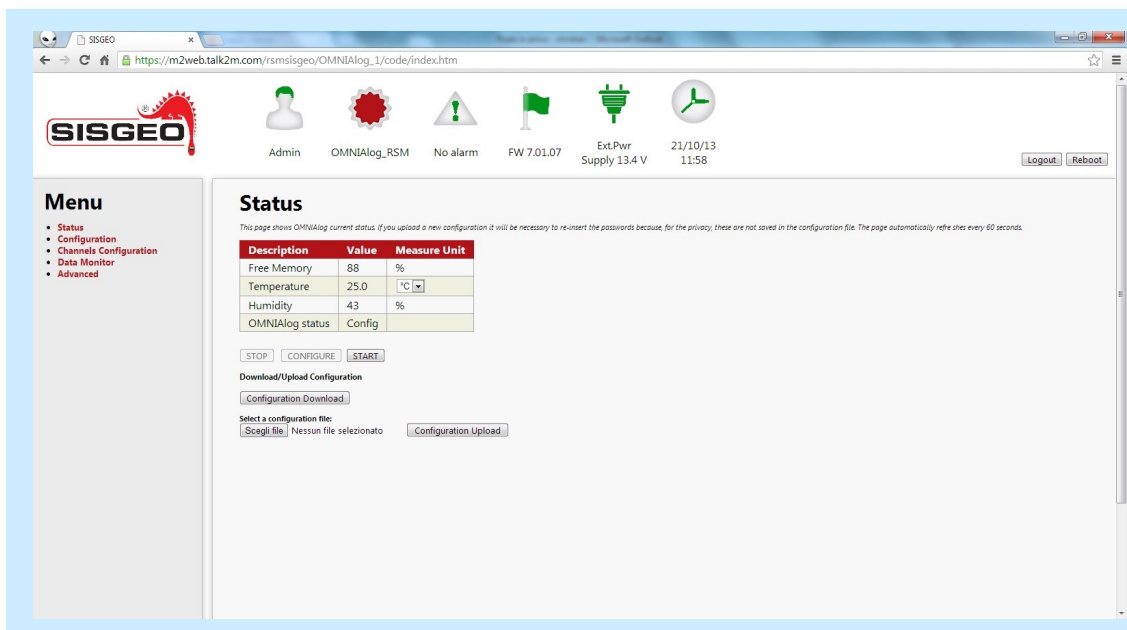 SISGEO
https://m2web.talk2m.com/rsmsisgeo/OMNIAlog_1/code/index.htm
® SISGEO
Admin
OMNIAlog_RSM
No alarm
FW 7.01.07
Ext.Pwr
Supply 13.4 V
21/10/13
11:58
Logout Reboot
Menu
Status
Configuration
Channels Configuration
Data Monitor
Advanced
Status
This page shows OMNIAlog current status. If you upload a new configuration it will be necessary to re-insert the passwords because, for the privacy, these are not saved in the configuration file. The page automatically refre shes every 60 seconds.
Description Value Measure Unit
Free Memory 88 %
Temperature 25.0 °C
Humidity 43 %
OMNIAlog status Config
STOP CONFIGURE START
Download/Upload Configuration
Configuration Download
Select a configuration file:
Scegli file Nessun file selezionato Configuration Upload